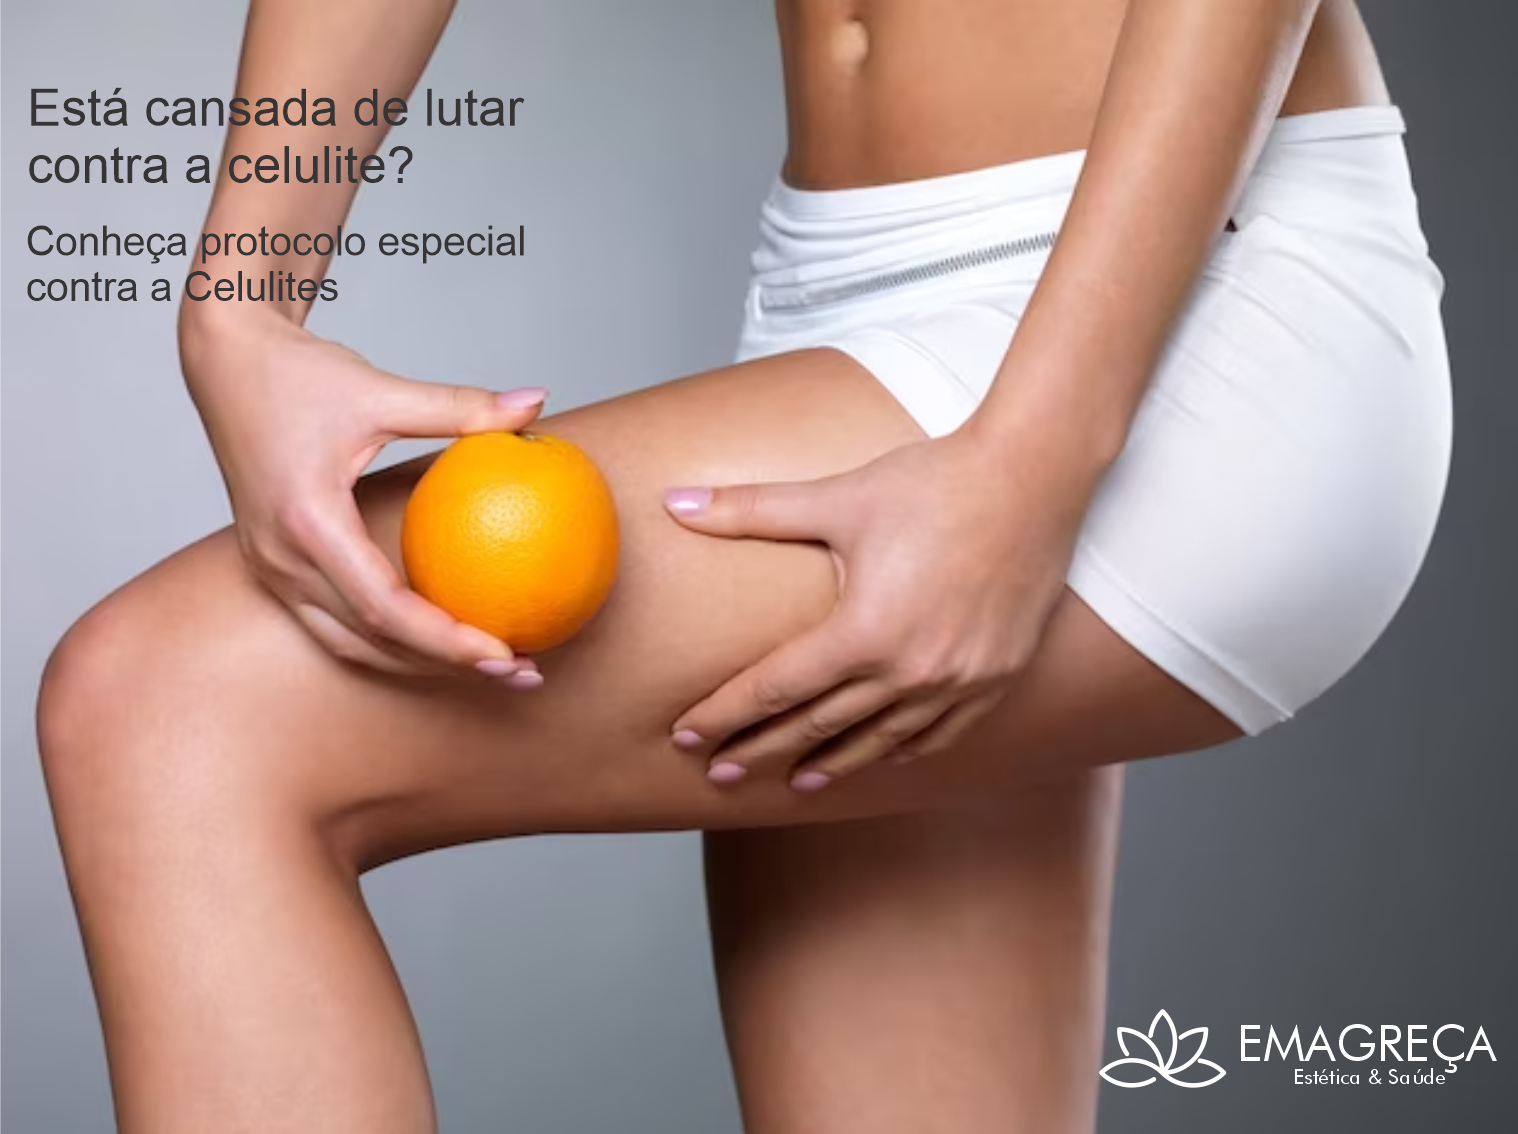 Está cansada de lutar
contra a celulite?
Conheça protocolo especial
contra a Celulites
EMAGREÇA
Estética & Saúde